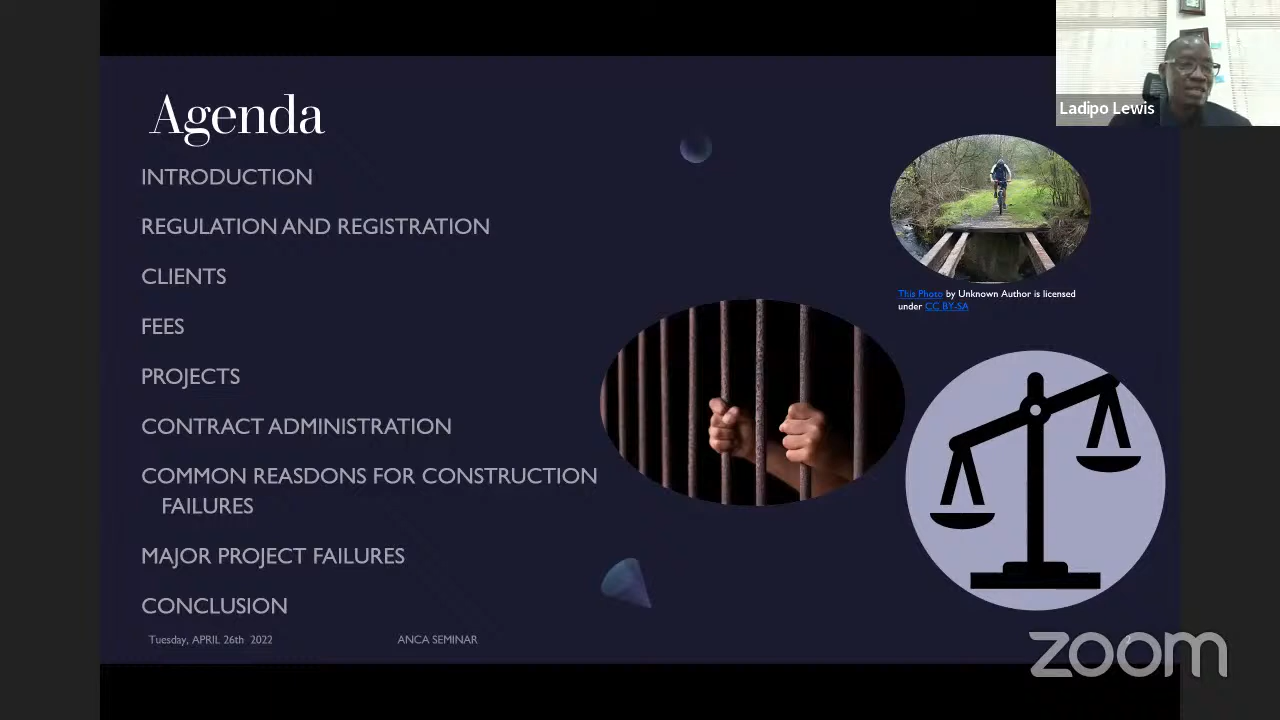 Agenda
INTRODUCTION
REGULATION AND REGISTRATION
CLIENTS
FEES
PROJECTS
CONTRACT ADMINISTRATION
COMMON REASDONS FOR CONSTRUCTION
FAILURES
MAJOR PROJECT FAILURES
CONCLUSION
Tuesday, APRIL 26th 2022
ANCA SEMINAR
Ladipo Lewis
This Photo by Unknown Author is licensed
under CC BY-SA
zoom